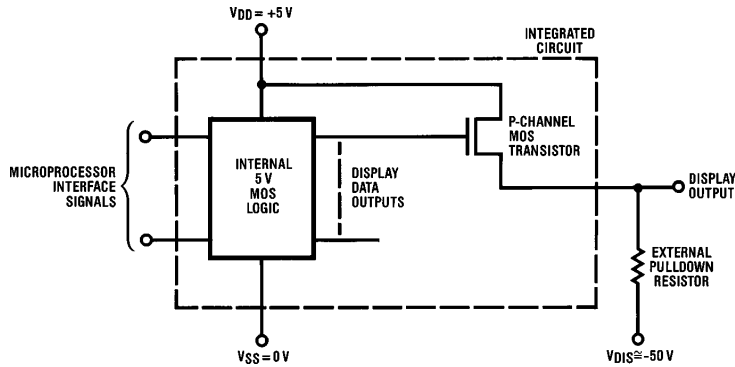 VDD = +5 V
INTEGRATED
CIRCUIT
P-CHANNEL
MOS
TRANSISTOR
MICROPROCESSOR
INTERFACE
SIGNALS
INTERNAL
5 V
MOS
LOGIC
DISPLAY
DATA
OUTPUTS
DISPLAY
OUTPUT
EXTERNAL
PULLDOWN
RESISTOR
VSS = 0 V
VDIS ≅ -50 V